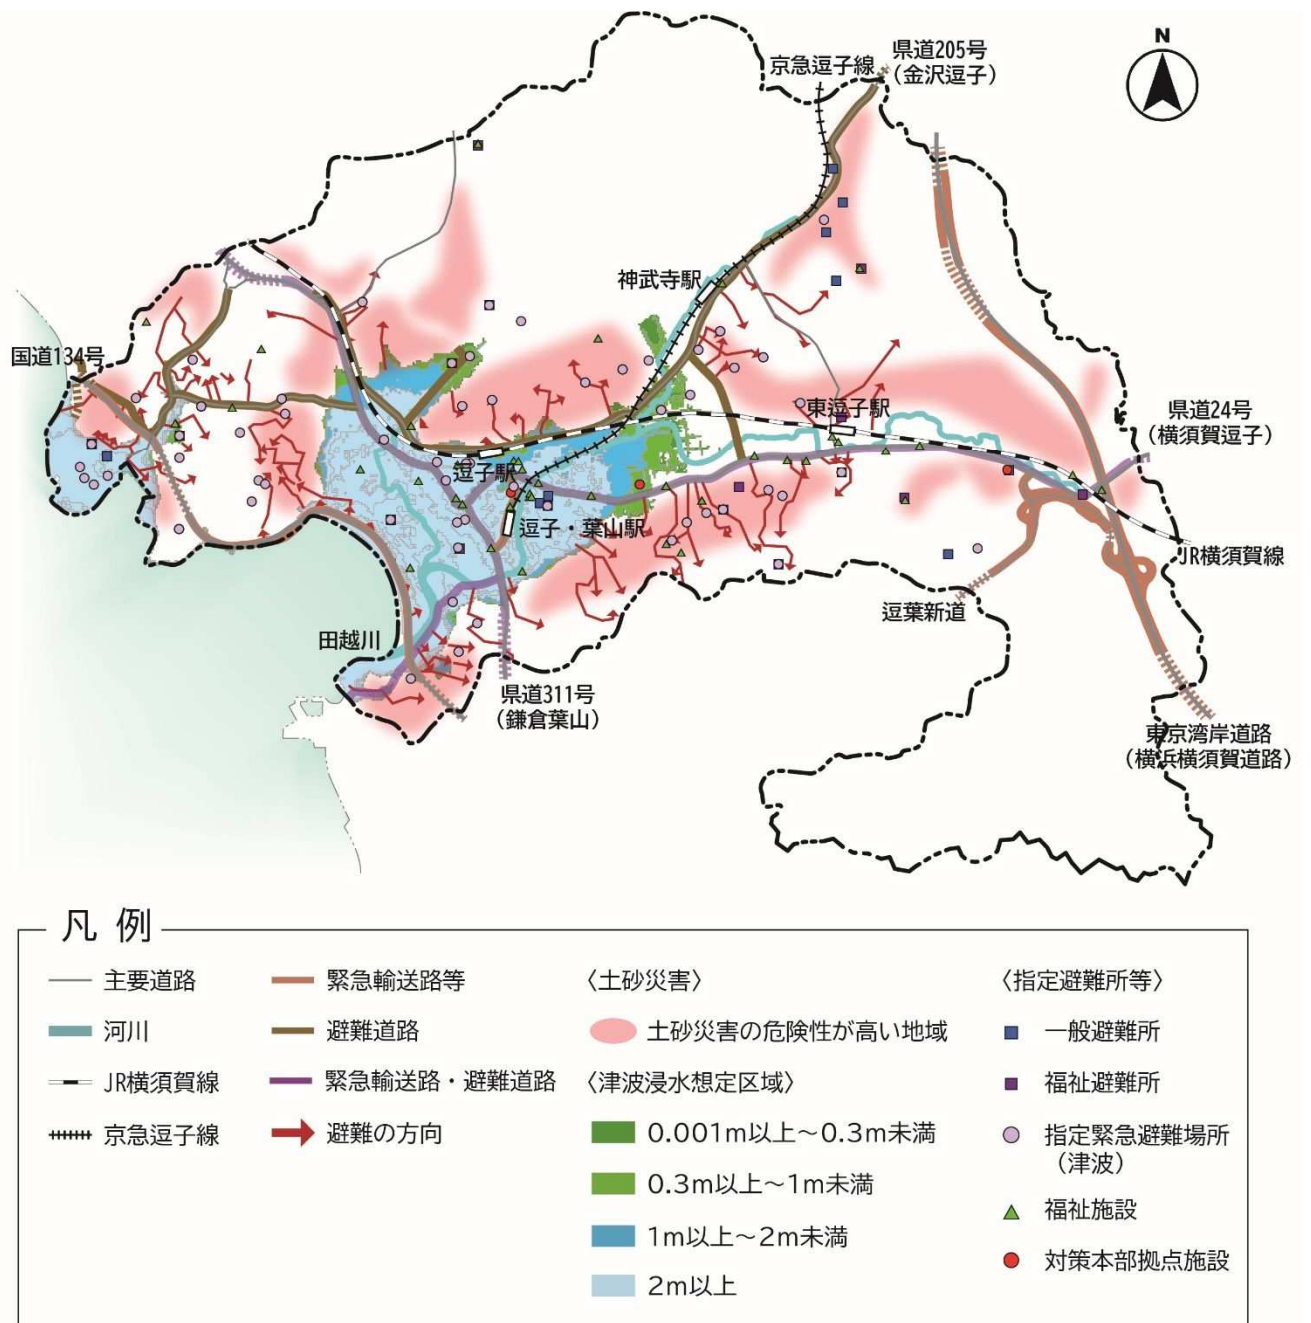 N
県道205号
(金沢逗子)
京急逗子線
神武寺駅
国道134号
県道24号
(横須賀逗子)
東逗子駅
逗子駅
逗子・葉山駅
JR横須賀線
逗葉新道
田越川
県道311号
(鎌倉葉山)
東京湾岸道路
(横浜横須賀道路)
凡 例
主要道路
河川
JR横須賀線
京急逗子線
緊急輸送路等
避難道路
緊急輸送路・避難道路
避難の方向
〈土砂災害〉
土砂災害の危険性が高い地域
〈津波浸水想定区域〉
0.001m以上~0.3m未満
0.3m以上~1m未満
1m以上~2m未満
2m以上
〈指定避難所等〉
一般避難所
福祉避難所
指定緊急避難場所
(津波)
福祉施設
対策本部拠点施設